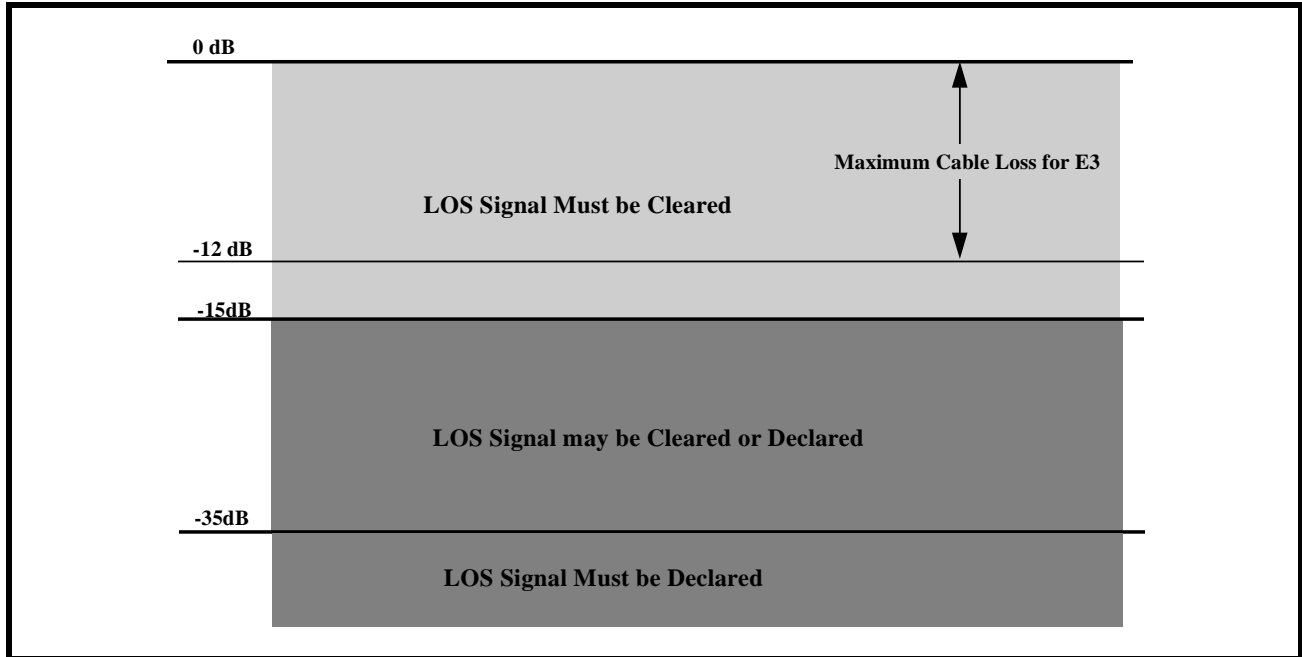 0 dB
Maximum Cable Loss for E3
LOS Signal Must be Cleared
-12 dB
-15dB
LOS Signal may be Cleared or Declared
-35dB
LOS Signal Must be Declared